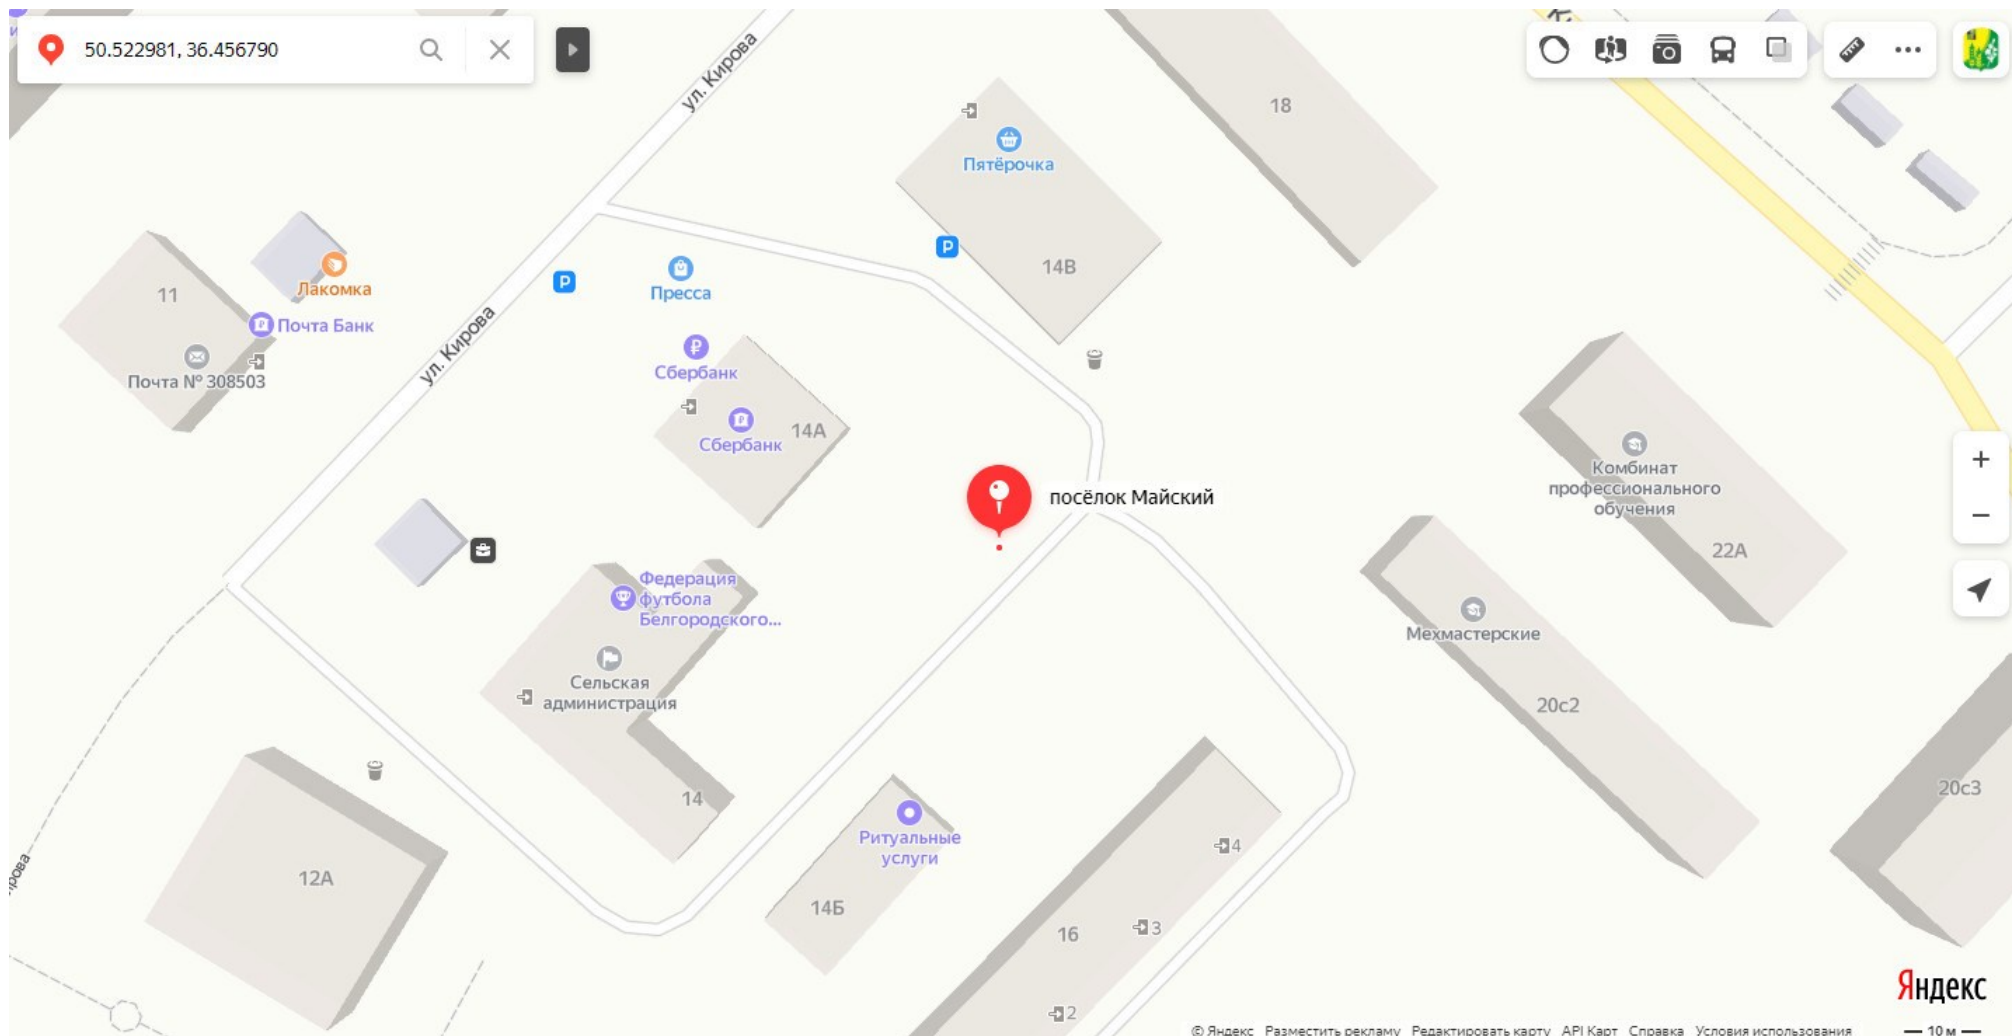 50.522981, 36.456790
ул. Кирова
18
Пятёрочка
14В
11
Лакомка
Почта Банк
Почта № 308503
ул. Кирова
Р
Пресса
Р
Сбербанк
14А
Сбербанк
посёлок Майский
Комбинат
профессионального
обучения
22А
Федерация
футбола
Белгородского...
Сельская
администрация
Мехмастерские
20с2
14
20с3
Ритуальные
услуги
4
12А
14Б
16
3
2
Яндекс
© Яндекс Разместить рекламу Редактировать карту API Карт Справка Условия использования
10 м